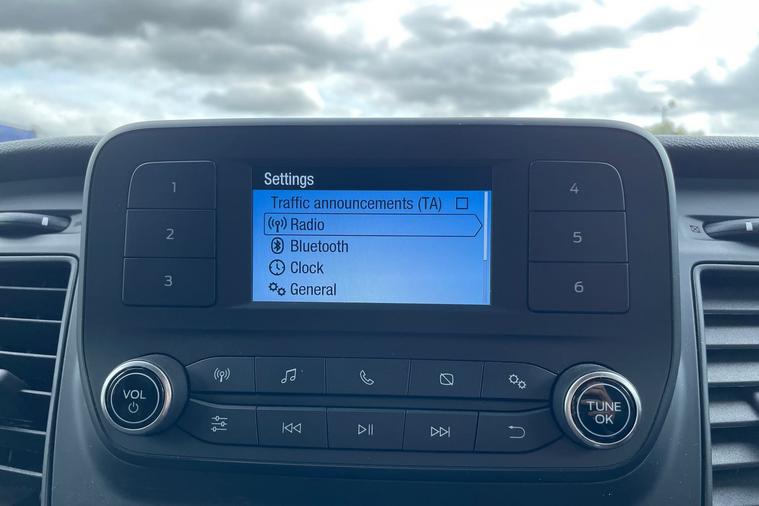 Settings
Traffic announcements (TA)
Radio
Bluetooth
Clock
General
1
2
3
4
5
6
VOL
TUNE
OK